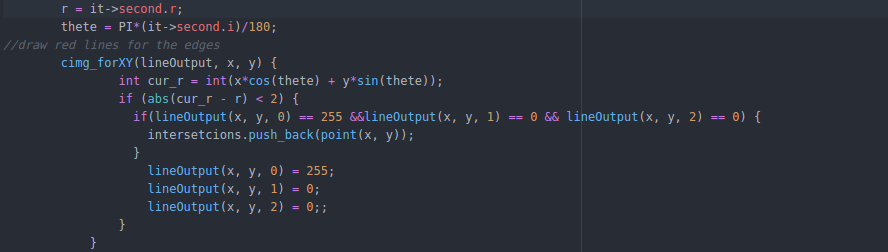 r = it->second.r;
thete = PI*(it->second.i)/180;
//draw red lines for the edges
cimg_forXY(lineOutput, x, y) {
int cur_r = int(x*cos(thete) + y*sin(thete));
if (abs(cur_r - r) < 2) {
if(lineOutput(x, y, 0) == 255 &&lineOutput(x, y, 1) == 0 && lineOutput(x, y, 2) == 0) {
intersetcions.push_back(point(x, y));
}
lineOutput(x, y, 0) = 255;
lineOutput(x, y, 1) = 0;
lineOutput(x, y, 2) = 0;;
}
}